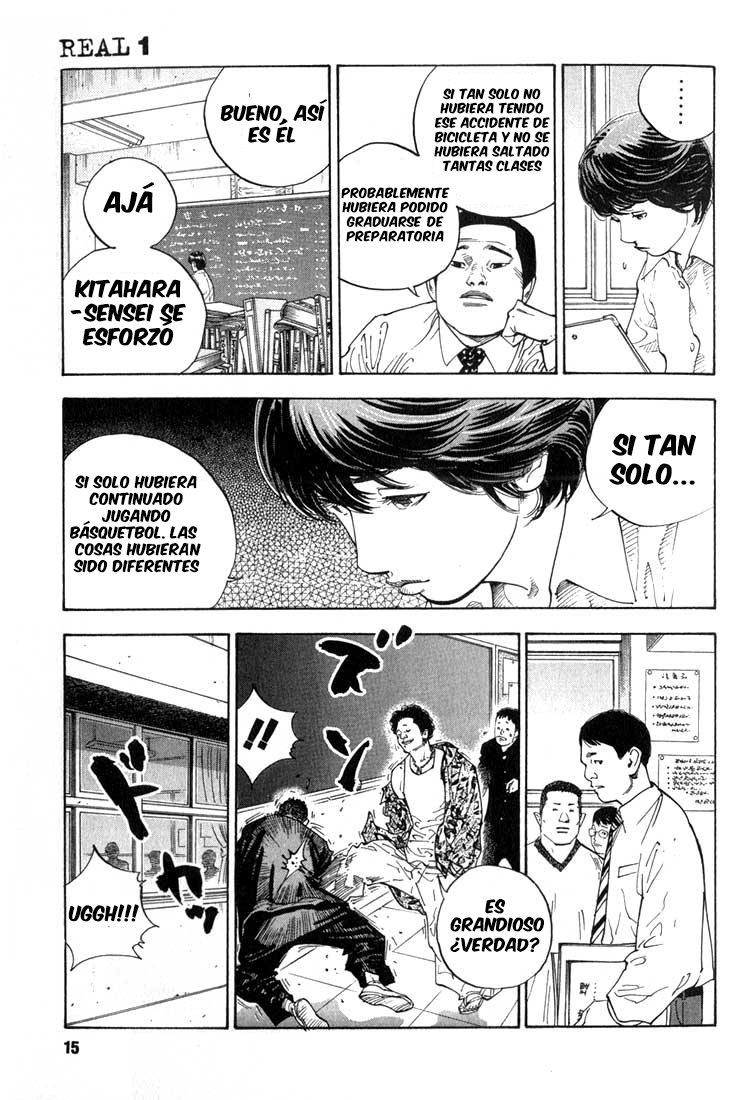 REAL 1
......
SI TAN SOLO NO
HUBIERA TENIDO
ESE ACCIDENTE DE
BICICLETA Y NO SE
HUBIERA SALTADO
TANTAS CLASES
PROBABLEMENTE
HUBIERA PODIDO
GRADUARSE DE
PREPARATORIA
BUENO, ASÍ
ES ÉL
AJÁ
KITAHARA
-SENSEI SE
ESFORZÓ
SI TAN
SOLO...
SI SOLO HUBIERA
CONTINUADO
JUGANDO
BÁSQUETBOL. LAS
COSAS HUBIERAN
SIDO DIFERENTES
ES
GRANDIOSO
¿VERDAD?
!!
UGGH!!!
15